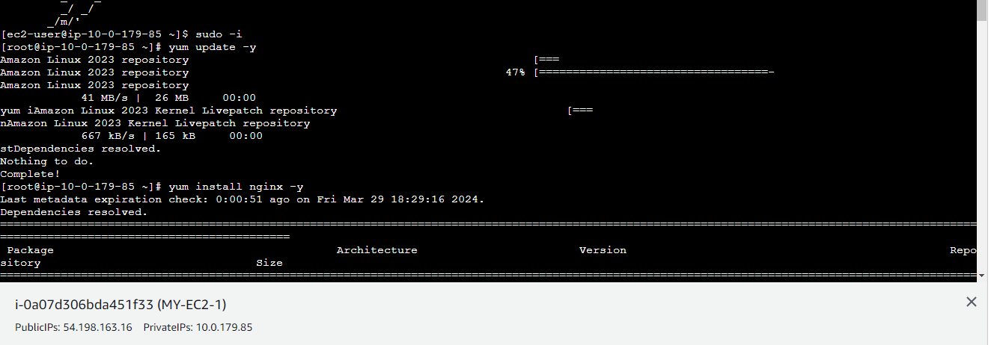 _/ _/
_/m/'
[ec2-user@ip-10-0-179-85 ~]$ sudo -i
[root@ip-10-0-179-85 ~]# yum update -y
Amazon Linux 2023 repository [===
Amazon Linux 2023 repository 47% [==================================-
Amazon Linux 2023 repository
41 MB/s | 26 MB 00:00
yum iAmazon Linux 2023 Kernel Livepatch repository [===
nAmazon Linux 2023 Kernel Livepatch repository
667 kB/s | 165 kB 00:00
stDependencies resolved.
Nothing to do.
Complete!
[root@ip-10-0-179-85 ~]# yum install nginx -y
Last metadata expiration check: 0:00:51 ago on Fri Mar 29 18:29:16 2024.
Dependencies resolved.
=================================================================================================================================================
===========================================
Package Architecture Version Repo
sitory Size
=================================================================================================================================================
i-0a07d306bda451f33 (MY-EC2-1)
PublicIPs: 54.198.163.16 PrivateIPs: 10.0.179.85